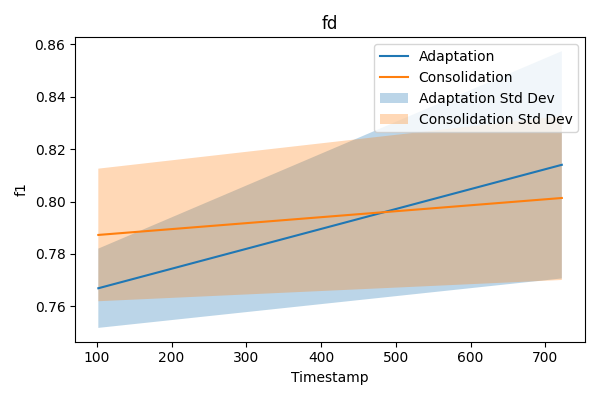 fd
0.86
0.84
0.82
0.80
0.78
0.76
f1
Adaptation
Consolidation
Adaptation Std Dev
Consolidation Std Dev
100 200 300 400 500 600 700
Timestamp